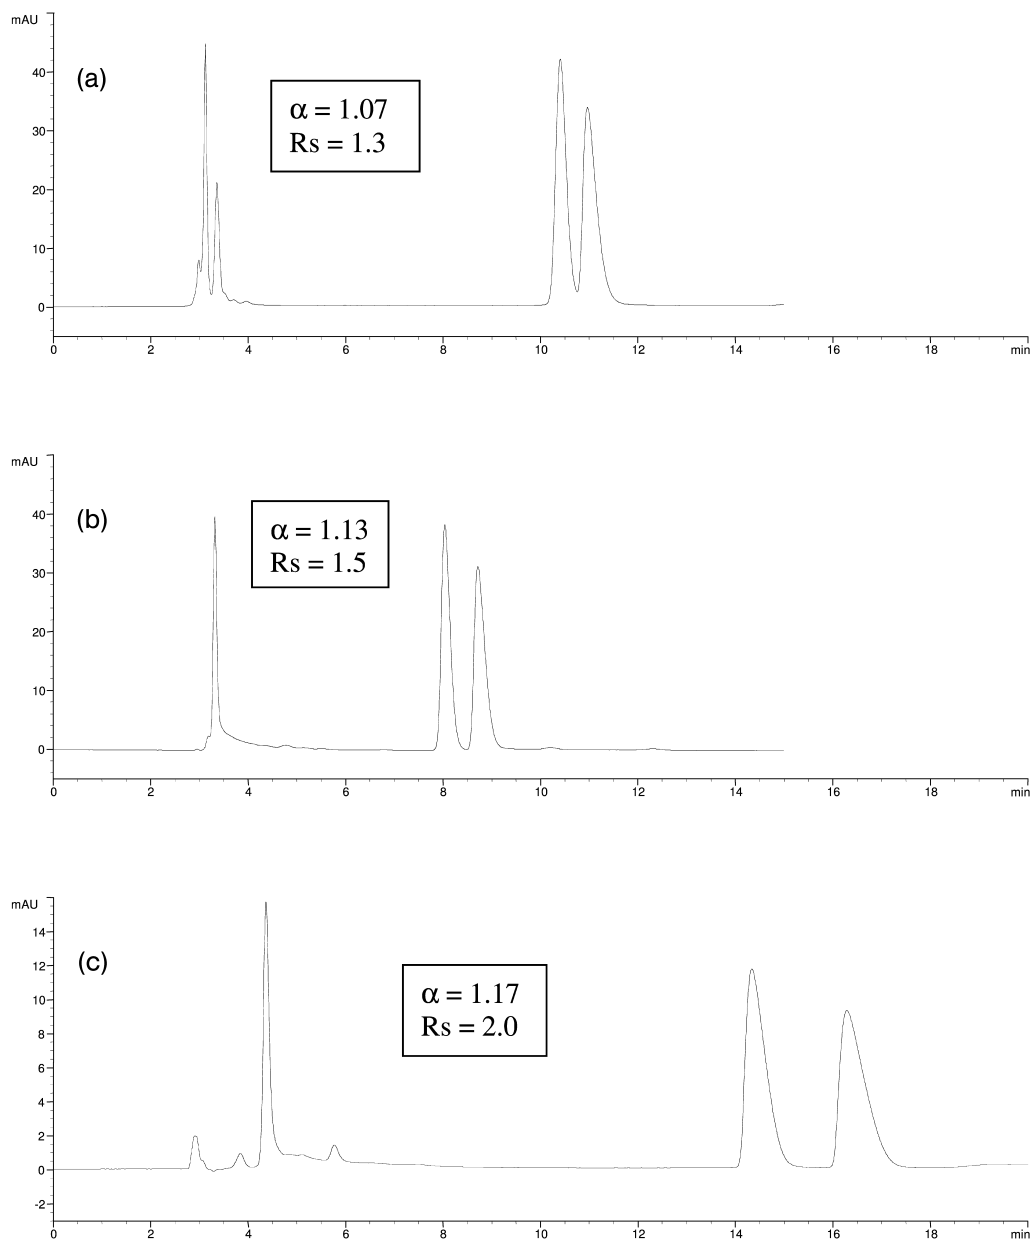 mAU
(a)
α = 1.07
Rs = 1.3
40
30
20
10
0
0 2 4 6 8 10 12 14 16 18 min
mAU
(b)
α = 1.13
Rs = 1.5
40
30
20
10
0
0 2 4 6 8 10 12 14 16 18 min
mAU
14
(c)
α = 1.17
Rs = 2.0
12
10
8
6
4
2
0
-2
0 2 4 6 8 10 12 14 16 18 min